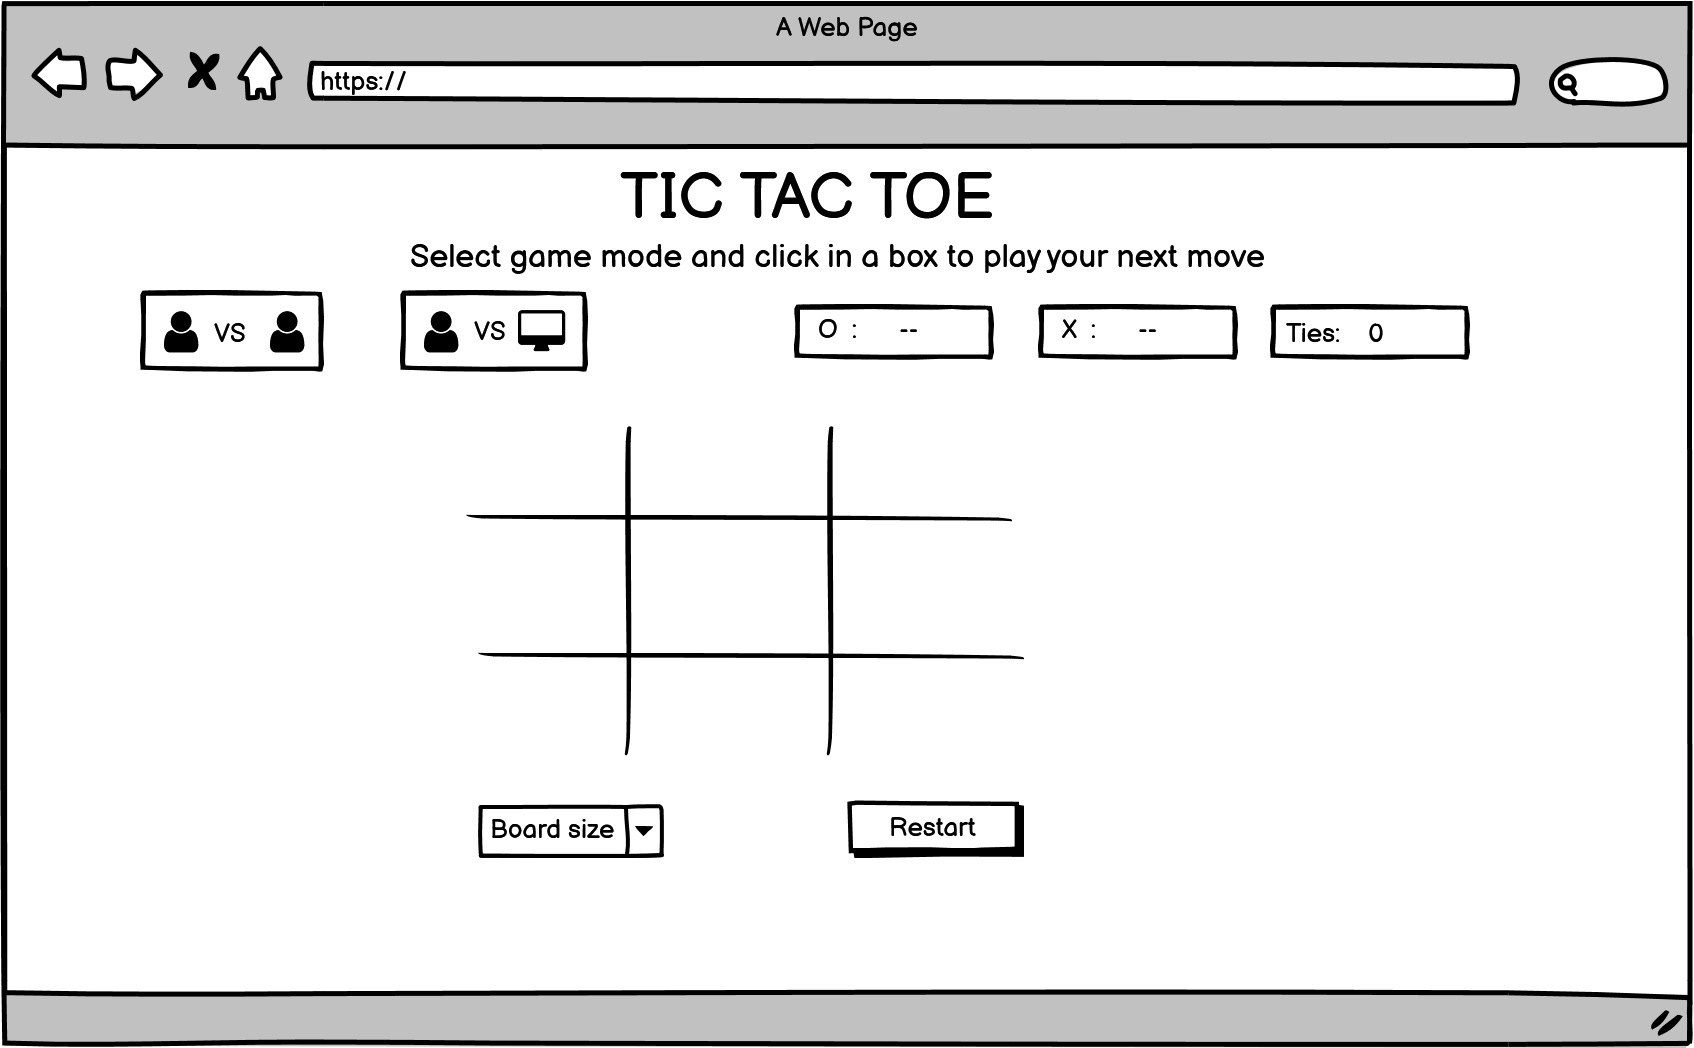 A Web Page
https://
TIC TAC TOE
Select game mode and click in a box to play your next move
VS
VS
O : --
X : --
Ties: 0
Board size
Restart